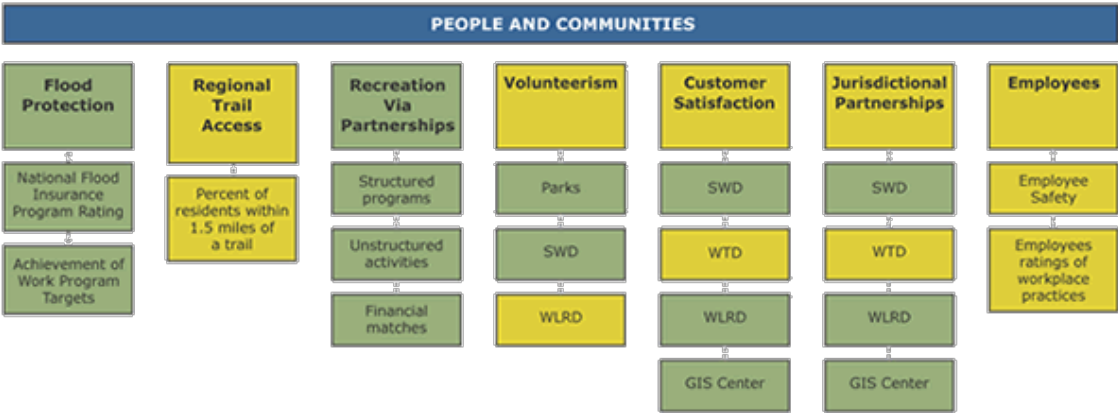 PEOPLE AND COMMUNITIES
Flood
Protection
National Flood
Insurance
Program Rating
Achievement of
Work Program
Targets
Regional
Trail
Access
Percent of
residents within
1.5 miles of
a trail
Recreation
Via
Partnerships
Structured
programs
Unstructured
activities
Financial
matches
Volunteerism
Parks
SWD
WLRD
Customer
Satisfaction
SWD
WTD
WLRD
GIS Center
Jurisdictional
Partnerships
SWD
WTD
WLRD
GIS Center
Employees
Employee
Safety
Employees
ratings of
workplace
practices